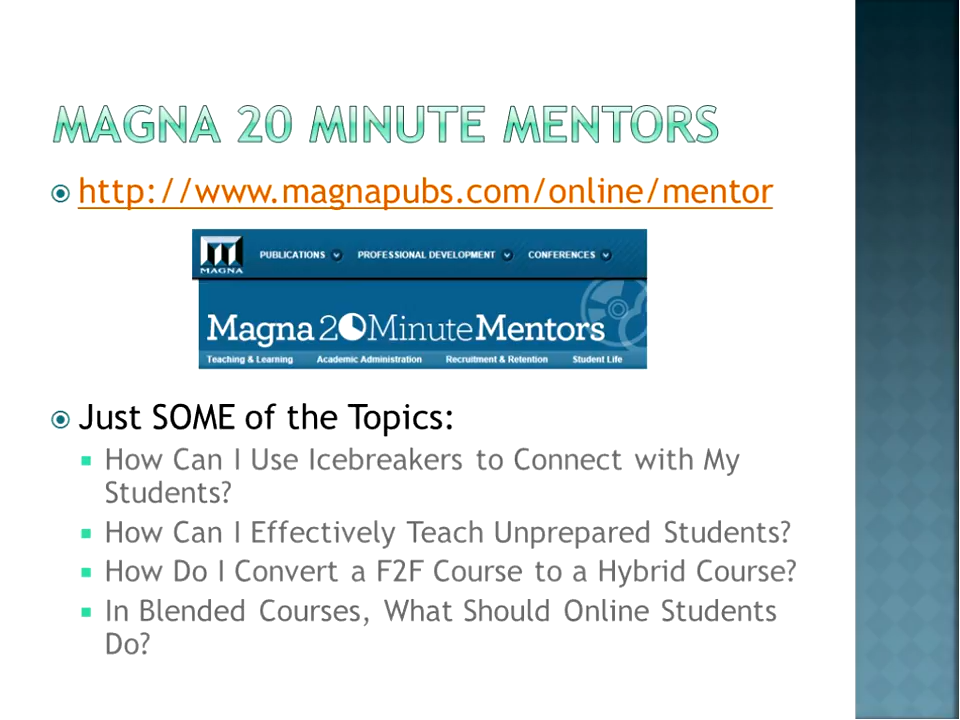 MAGNA 20 MINUTE MENTORS
http://www.magnapubs.com/online/mentor
MAGNA
PUBLICATIONS PROFESSIONAL DEVELOPMENT CONFERENCES
Magna 20 Minute Mentors
Teaching & Learning Academic Administration Recruitment & Retention Student Life
Just SOME of the Topics:
How Can I Use Icebreakers to Connect with My
Students?
How Can I Effectively Teach Unprepared Students?
How Do I Convert a F2F Course to a Hybrid Course?
In Blended Courses, What Should Online Students
Do?